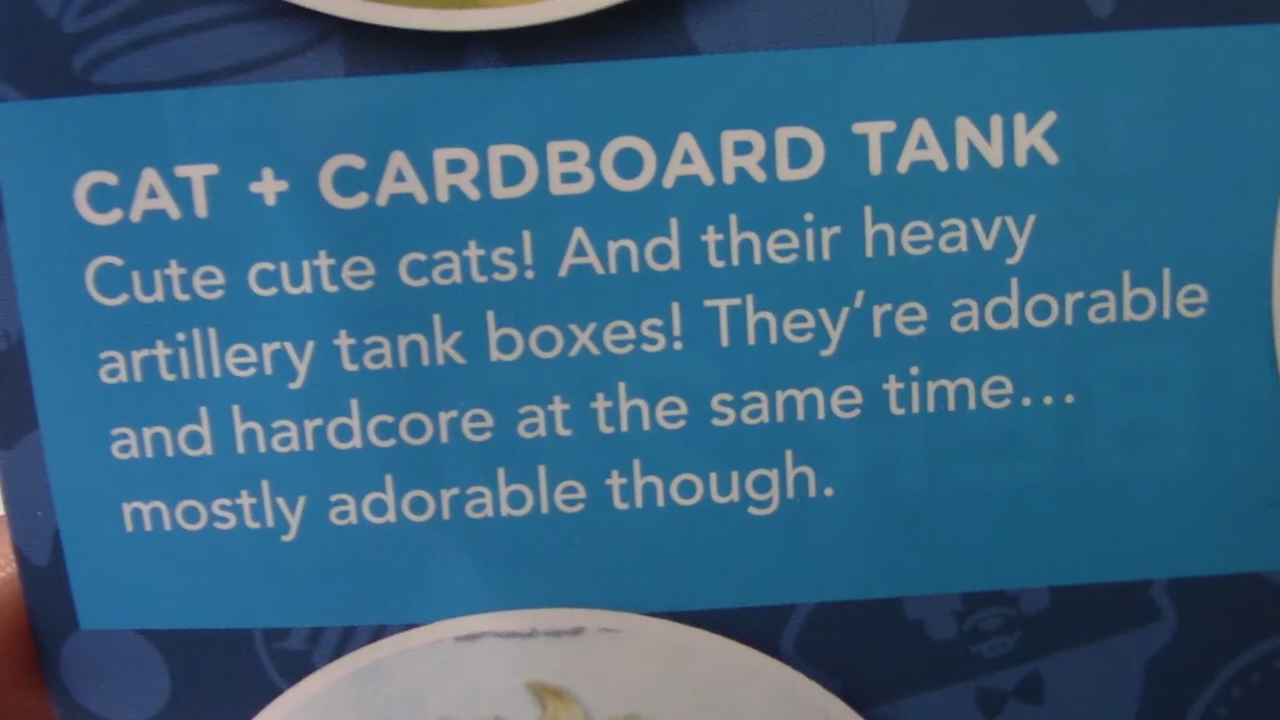 CAT + CARDBOARD TANK
Cute cute cats! And their heavy
artillery tank boxes! They’re adorable
and hardcore at the same time...
mostly adorable though.